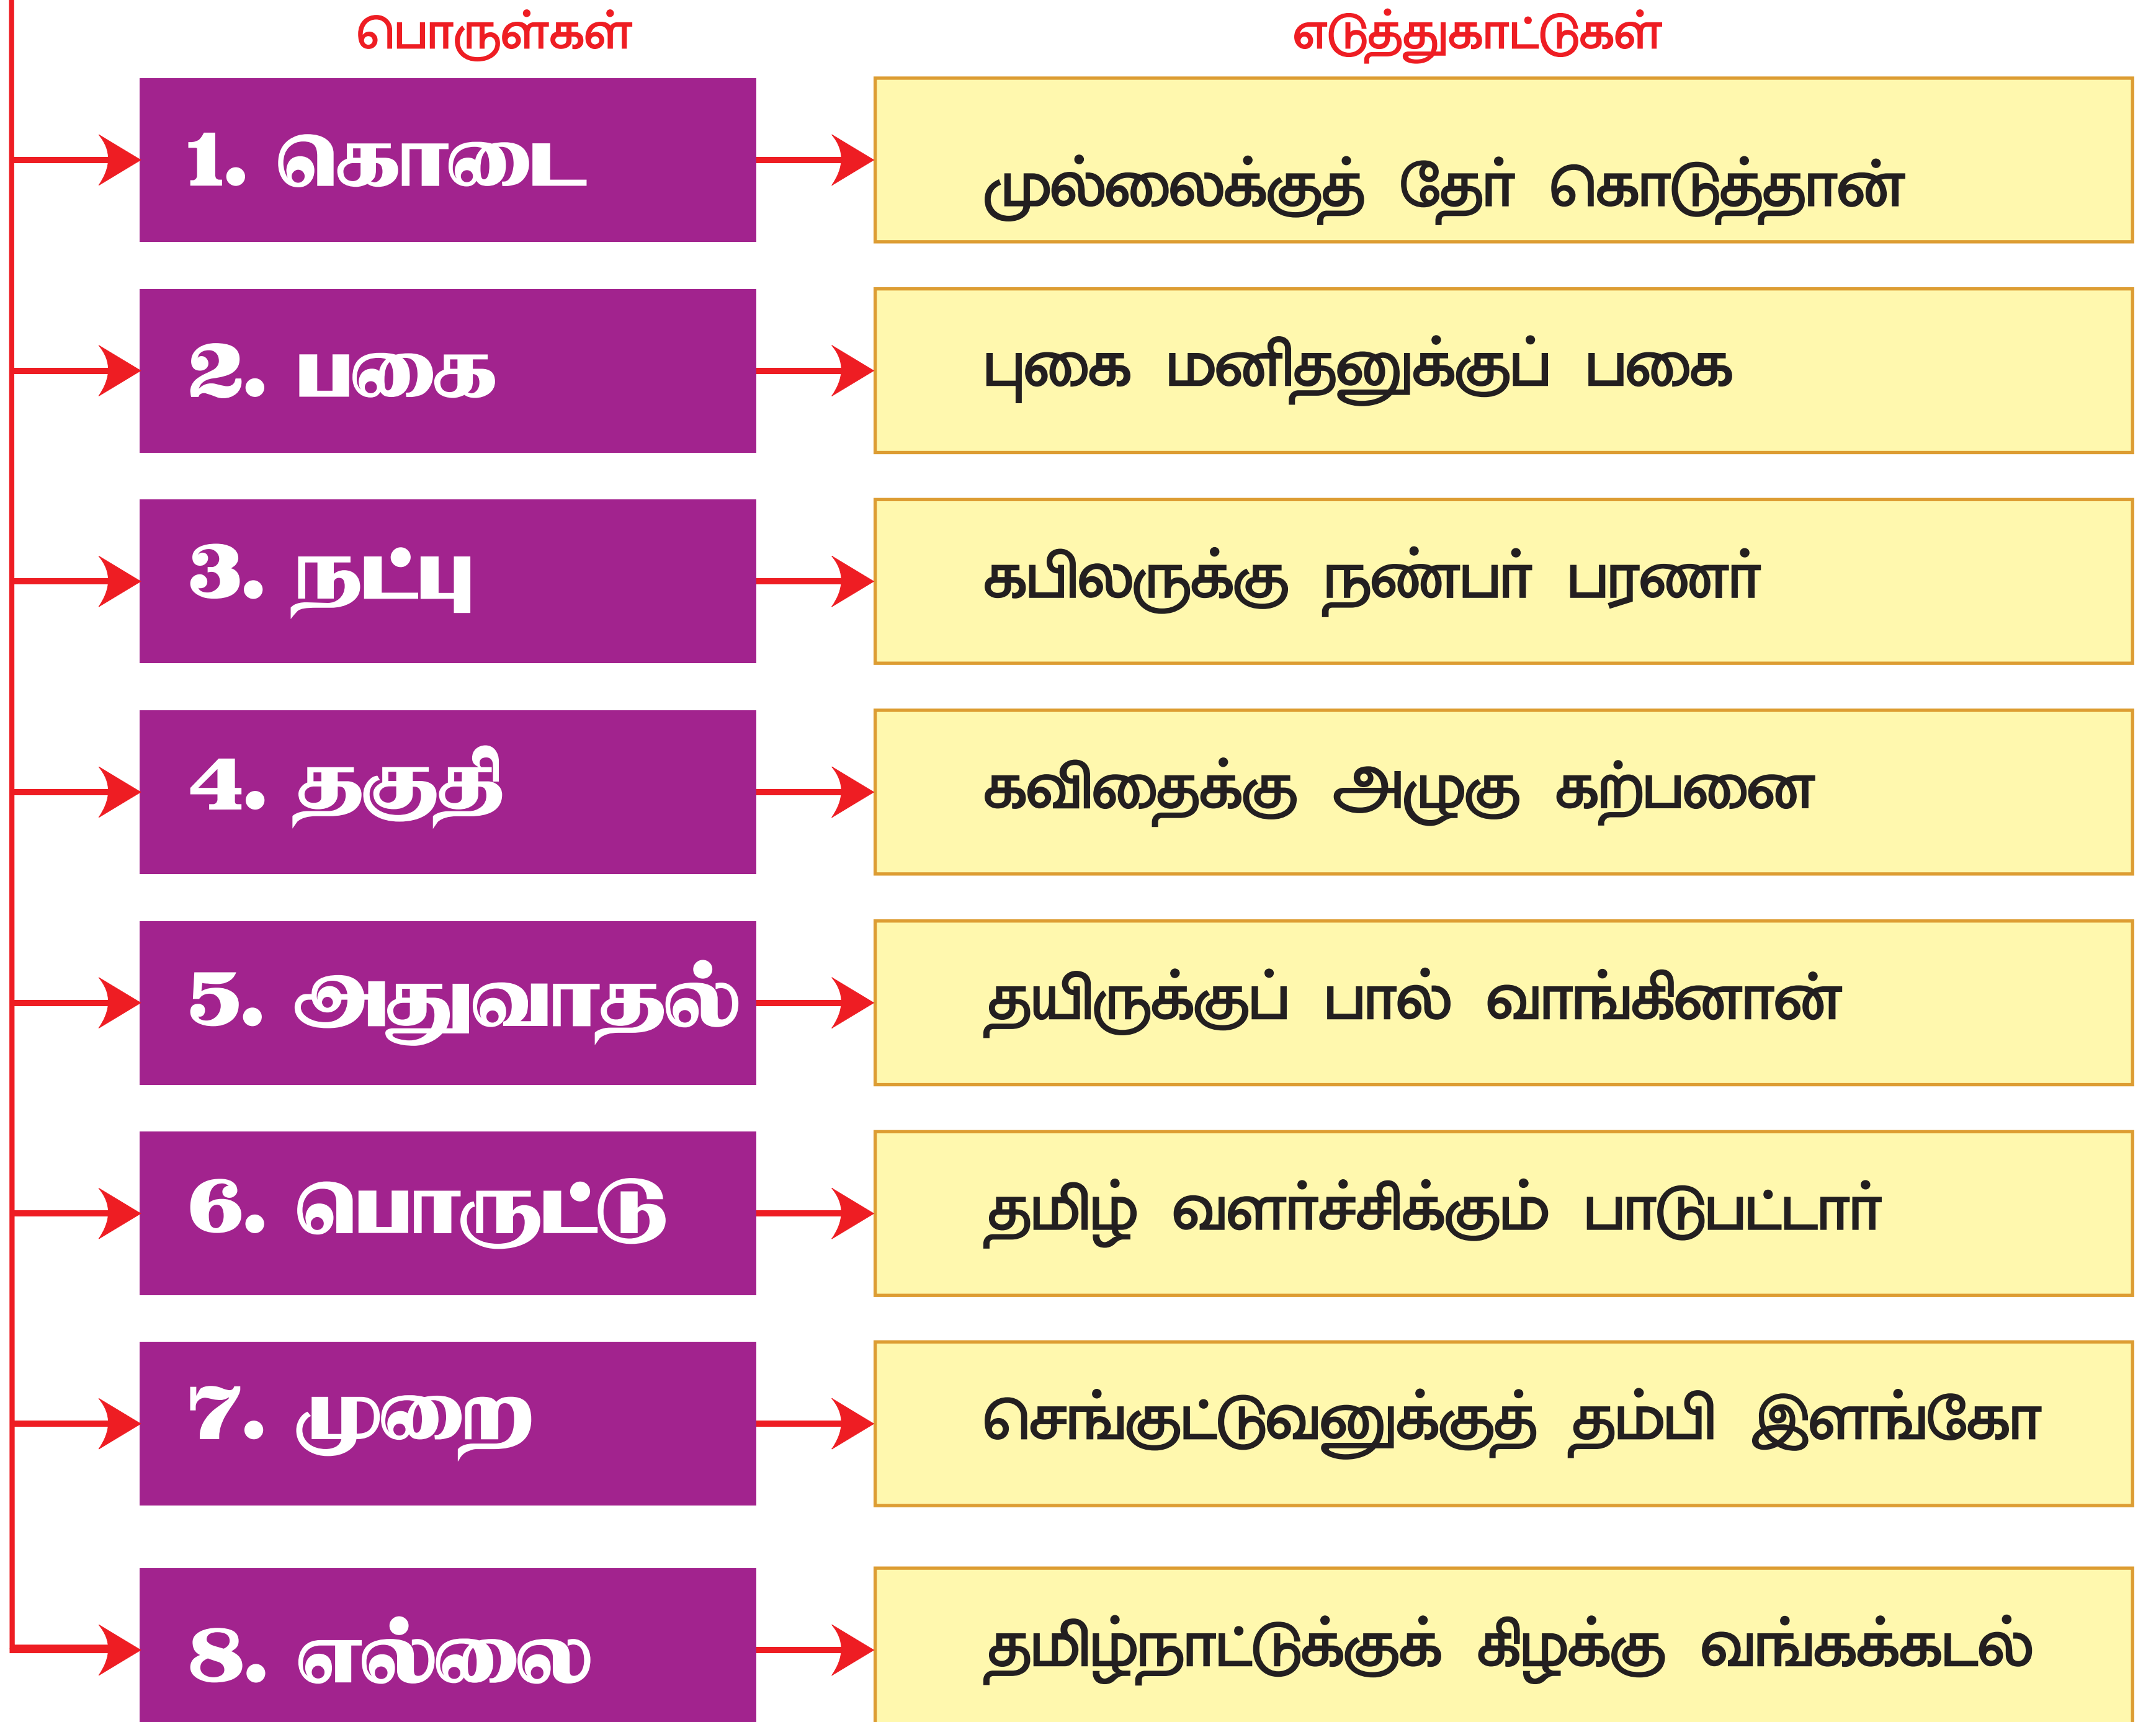 பொருள்கள் எடுத்துகாட்டுகள்
1. கொடை முல்லைக்குத் தேர் கொடுத்தான்
2. பகை புகை மனிதனுக்குப் பகை
3. நட்பு கபிலருக்கு நண்பர் பரணர்
4. தகுதி கவிதைக்கு அழகு கற்பனை
5. அதுவாதல் தயிருக்குப் பால் வாங்கினான்
6. பொருட்டு தமிழ் வளர்ச்சிக்கும் பாடுபட்டார்
7. முறை செங்குட்டுவனுக்குத் தம்பி இளங்கோ
8. எல்லை தமிழ்நாட்டுக்குக் கிழக்கு வங்கக்கடல்